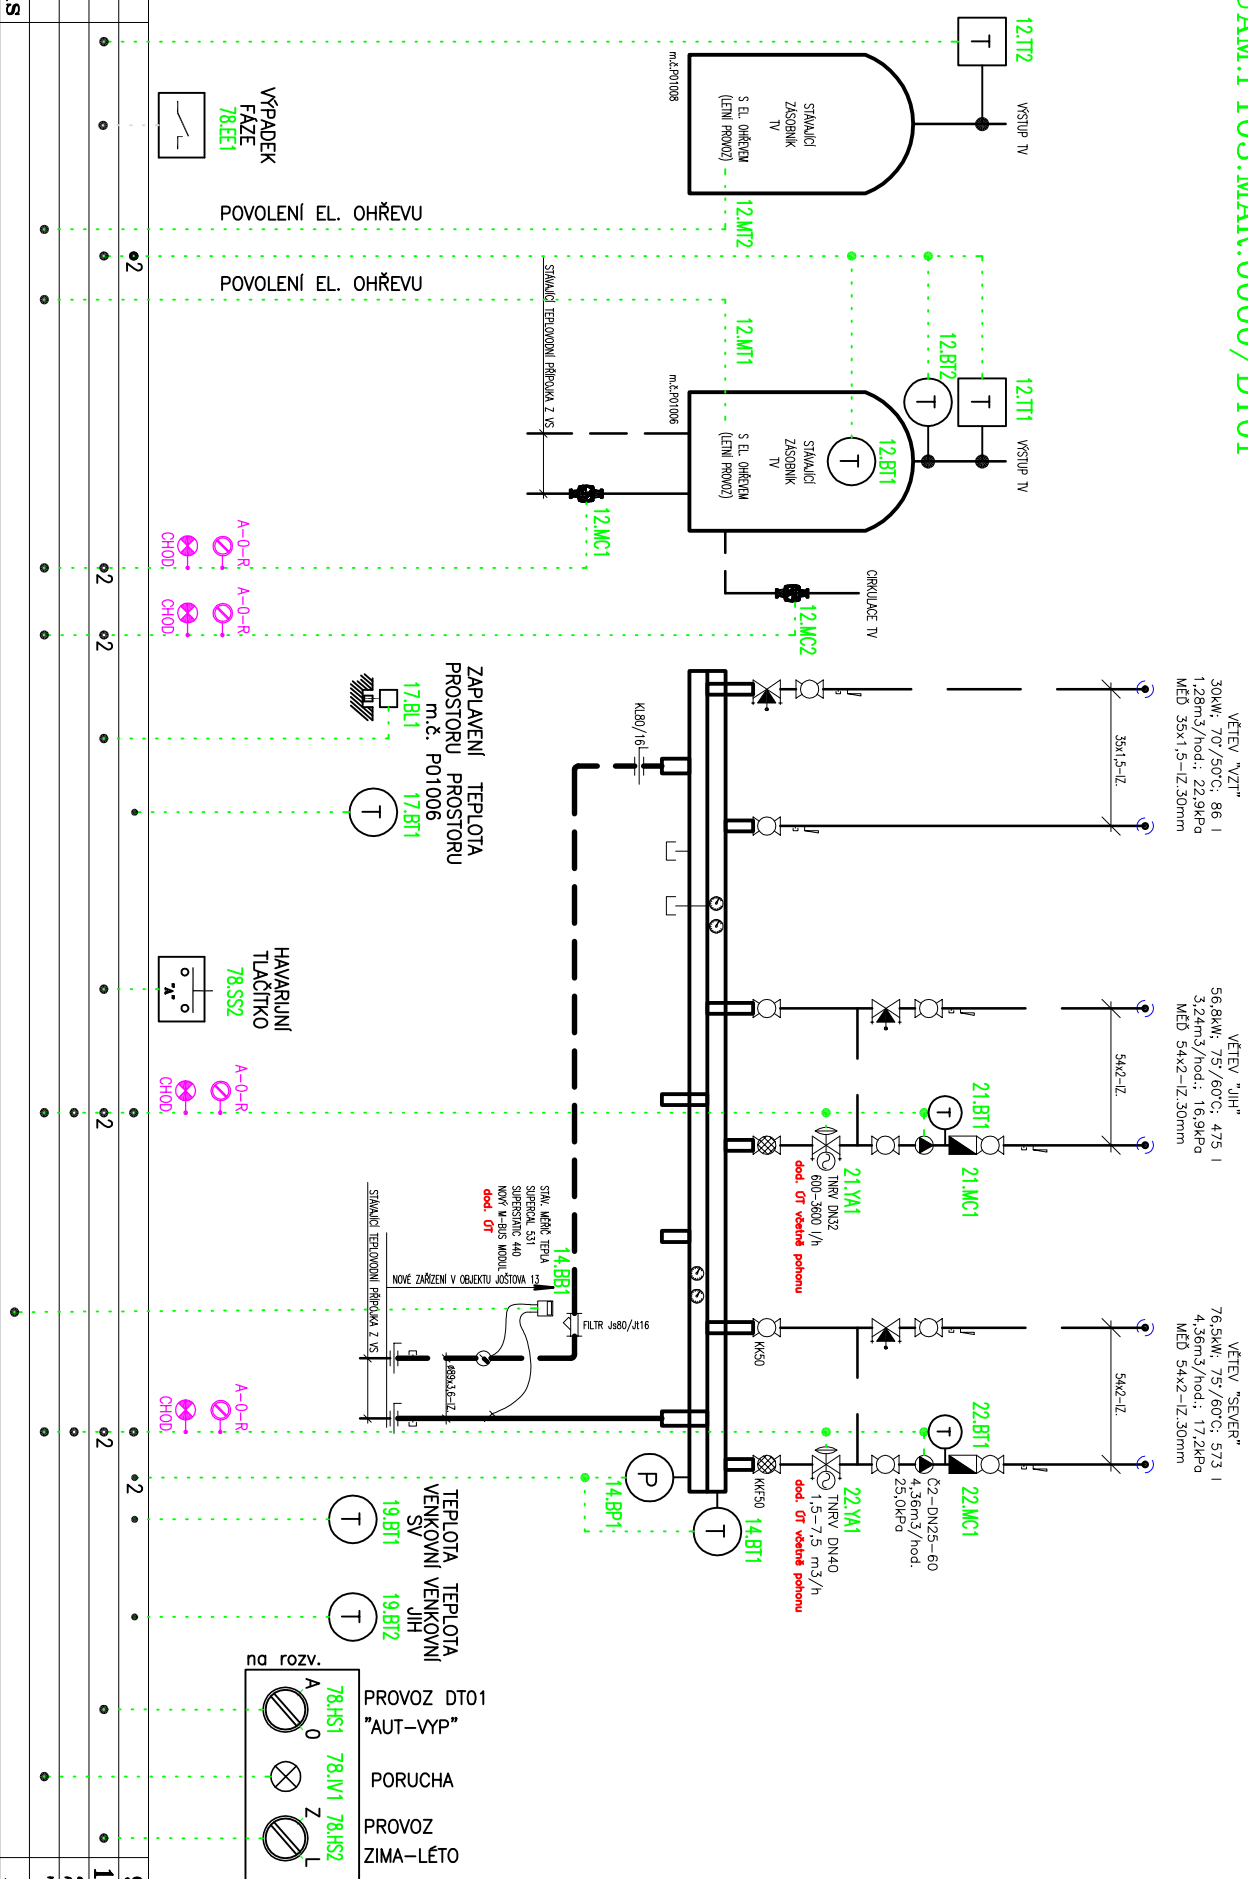 12.TT2
VÝSTUP TV
STÁVAJÍCÍ
ZÁSOBNÍK
TV
S EL. OHŘEVEM
(LETNÍ PROVOZ)
m.č.P01008
12.MT2
VÝPADEK
FÁZE
78.EE1
POVOLENÍ EL. OHŘEVU
POVOLENÍ EL. OHŘEVU
2
12.TT1
12.BT2
VÝSTUP TV
12.BT1
STÁVAJÍCÍ
ZÁSOBNÍK
TV
S EL. OHŘEVEM
(LETNÍ PROVOZ)
m.č.P01006
12.MT1
STÁVAJÍCÍ TEPLOVODNÍ PŘÍPOJKA Z VS
12.MC1
CIRKULACE TV
12.MC2
A-0-R
CHOD
2
A-0-R
CHOD
2
VĚTEV "VZT"
30kW; 70°/50°C; 86 l
1,28m3/hod.; 22,9kPa
MĚĎ 35x1,5-IZ.30mm
35x1,5-IZ.
KL80/16
ZAPLAVENÍ
PROSTORU
TEPLOTA
PROSTORU
m.č. P01006
17.BL1
17.BT1
T
HAVARIJNÍ
TLAČÍTKO
78.SS2
"A"
VĚTEV "JIH"
56,8kW; 75°/60°C; 475 l
3,24m3/hod.; 16,9kPa
MĚĎ 54x2-IZ.30mm
54x2-IZ.
21.BT1
T
21.MC1
21.YA1
TNRV DN32
600-3600 l/h
dod. ÚT včetně pohonu
A-0-R
CHOD
2
STÁV. MĚŘIČ TEPLA
SUPERCAL 531
SUPERSTATIC 440
NOVÝ M-BUS MODUL
dod. ÚT
14.BB1
NOVÉ ZAŘÍZENÍ V OBJEKTU JOŠTOVA 13
STÁVAJÍCÍ TEPLOVODNÍ PŘÍPOJKA Z VS
FILTR Js80/Jt16
ø89x3,6-IZ.
VĚTEV "SEVER"
76,5kW; 75°/60°C; 573 l
4,36m3/hod.; 17,2kPa
MĚĎ 54x2-IZ.30mm
54x2-IZ.
KK50
KKF50
22.BT1
T
22.MC1
Č2-DN25-60
4,36m3/hod.
25,0kPa
22.YA1
TNRV DN40
1,5-7,5 m3/h
dod. ÚT včetně pohonu
A-0-R
CHOD
2
P
14.BP1
T
14.BT1
2
TEPLOTA
VENKOVNÍ
SV
19.BT1
T
TEPLOTA
VENKOVNÍ
JIH
19.BT2
T
na rozv.
A
0
78.HS1
PROVOZ DT01
"AUT-VYP"
78.IV1
PORUCHA
Z
L
78.HS2
PROVOZ
ZIMA-LÉTO